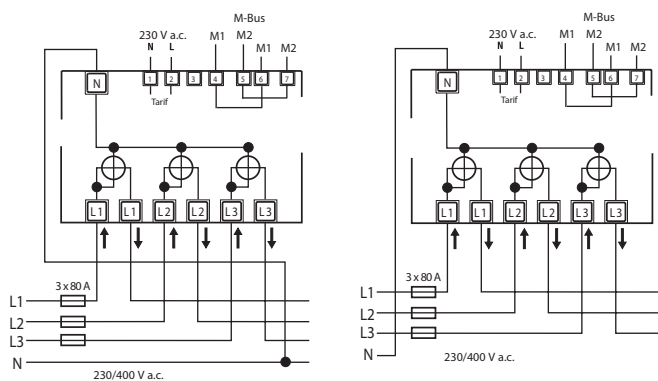 M-Bus
230 V a.c. M1 M2
N L M1 M2
N 1 2 3 4 5 6 7
Tarif
L1 L1 L2 L2 L3 L3
3 x 80 A
L1
L2
L3
N
230/400 V a.c.
M-Bus
230 V a.c. M1 M2
N L M1 M2
N 1 2 3 4 5 6 7
Tarif
L1 L1 L2 L2 L3 L3
3 x 80 A
L1
L2
L3
N
230/400 V a.c.